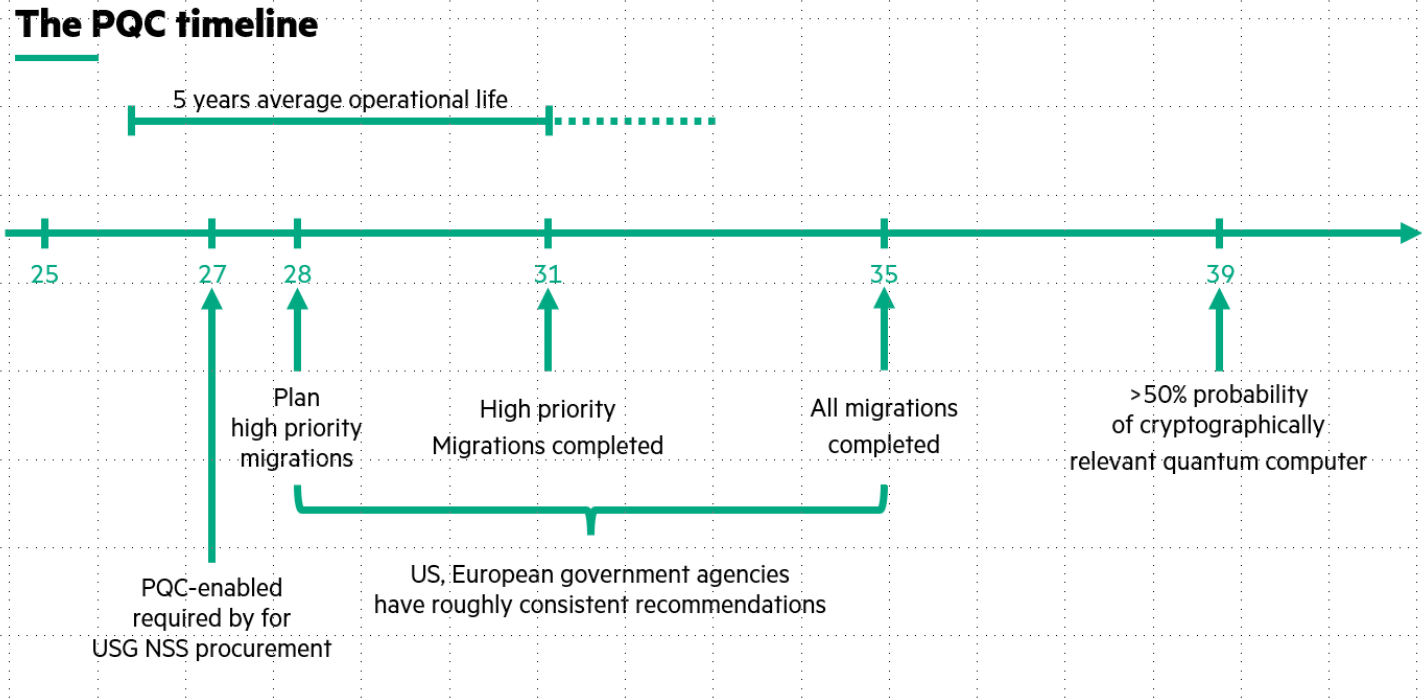 The PQC timeline
5 years average operational life
25
27
28
31
35
39
Plan
high priority
migrations
High priority
Migrations completed
All migrations
completed
>50% probability
of cryptographically
relevant quantum computer
PQC-enabled
required by for
USG NSS procurement
US, European government agencies
have roughly consistent recommendations